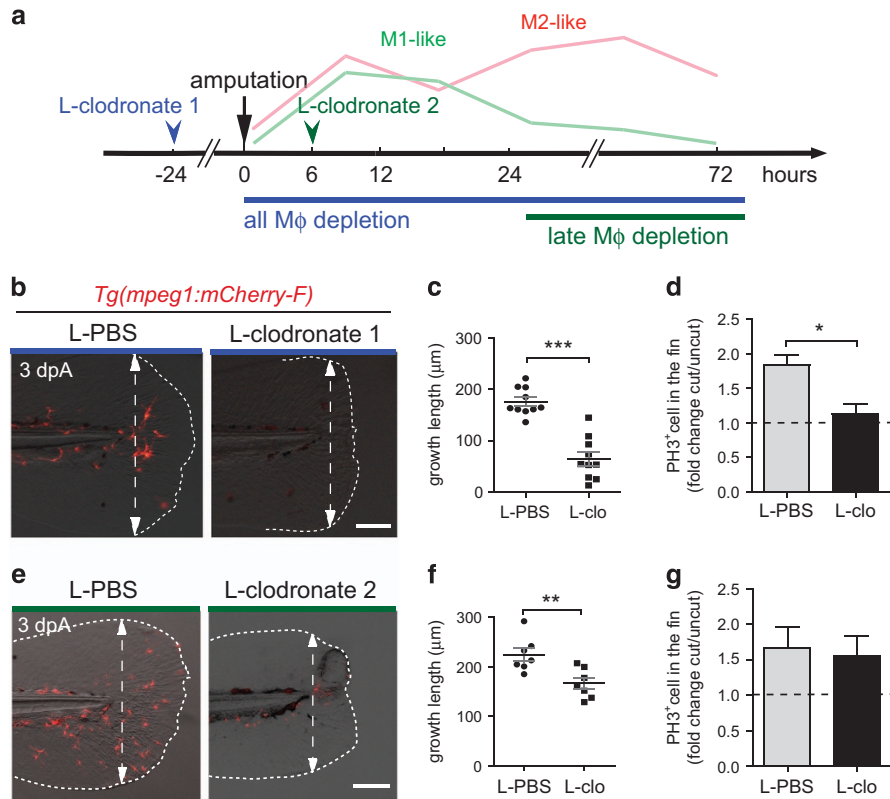 a
M1-like
M2-like
amputation
L-clodronate 1
L-clodronate 2
-24
0
6
12
24
72
hours
all Mϕ depletion
late Mϕ depletion
b
Tg(mpeg1:mCherry-F)
L-PBS
L-clodronate 1
3 dpA
c
growth length (μm)
300
200
100
0
***
L-PBS
L-clo
d
PH3⁺cell in the fin
(fold change cut/uncut)
2.5
2.0
1.5
1.0
0.5
0.0
*
L-PBS
L-clo
e
L-PBS
L-clodronate 2
3 dpA
f
growth length (μm)
300
200
100
0
**
L-PBS
L-clo
g
PH3⁺cell in the fin
(fold change cut/uncut)
2.5
2.0
1.5
1.0
0.5
0.0
L-PBS
L-clo